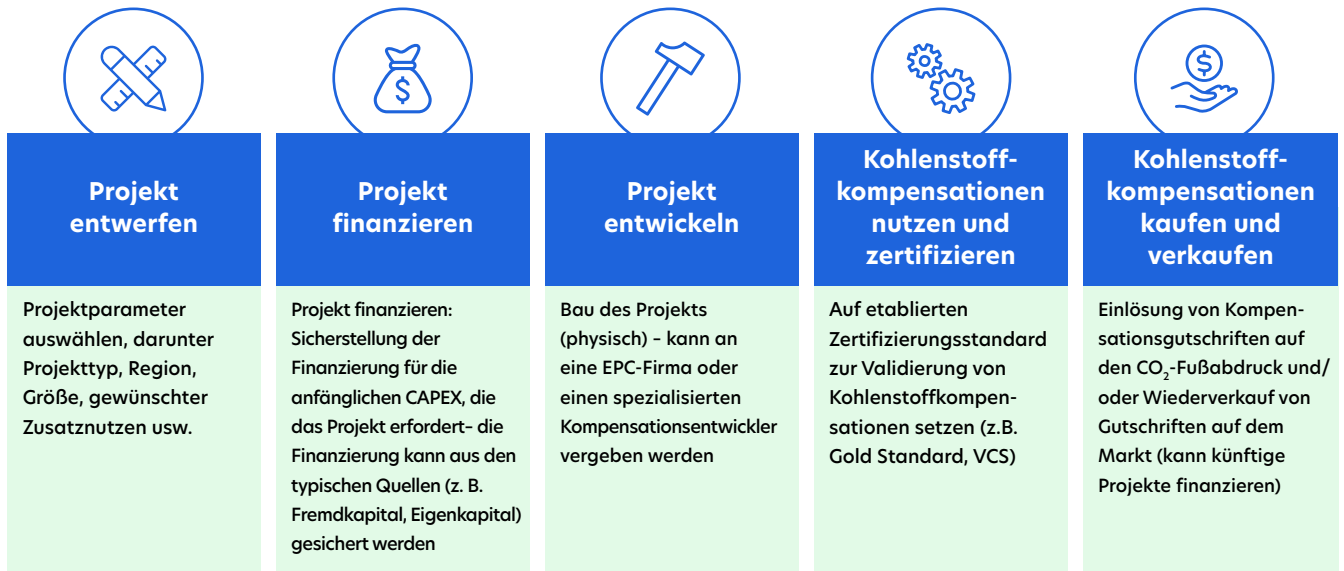 $
$
Projekt
entwerfen
Projektparameter
auswählen, darunter
Projekttyp, Region,
Größe, gewünschter
Zusatznutzen usw.
Projekt
finanzieren
Projekt finanzieren:
Sicherstellung der
Finanzierung für die
anfänglichen CAPEX, die
das Projekt erfordert– die
Finanzierung kann aus den
typischen Quellen (z. B.
Fremdkapital, Eigenkapital)
gesichert werden
Projekt
entwickeln
Bau des Projekts
(physisch) – kann an
eine EPC-Firma oder
einen spezialisierten
Kompensationsentwickler
vergeben werden
Kohlenstoff-
kompensationen
nutzen und
zertifizieren
Auf etablierten
Zertifizierungsstandard
zur Validierung von
Kohlenstoffkompen-
sationen setzen (z.B.
Gold Standard, VCS)
Kohlenstoff-
kompensationen
kaufen und
verkaufen
Einlösung von Kompen-
sationsgutschriften auf
den CO₂-Fußabdruck und/
oder Wiederverkauf von
Gutschriften auf dem
Markt (kann künftige
Projekte finanzieren)